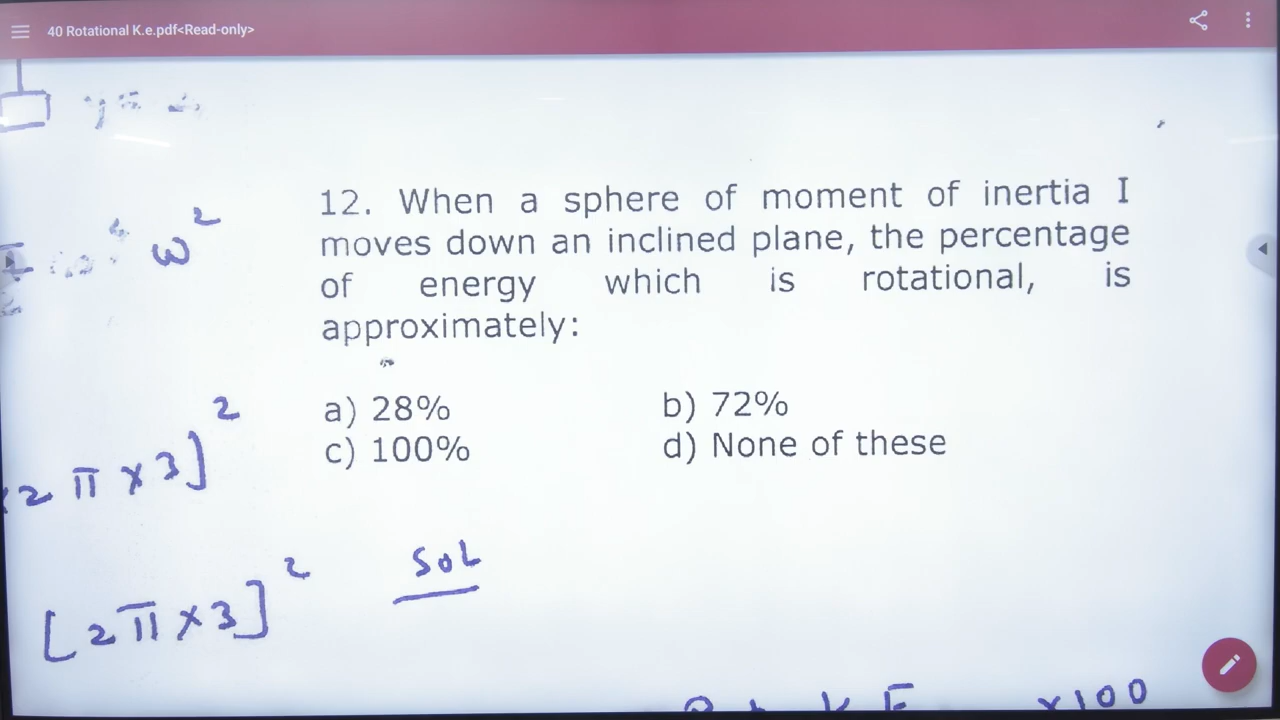 40 Rotational K.e.pdf<Read-only>
12. When a sphere of moment of inertia I
moves down an inclined plane, the percentage
of energy which is rotational, is
approximately:
a) 28% b) 72%
c) 100% d) None of these
ω²
2π × 3]²
[2π × 3]²
SOL
×100